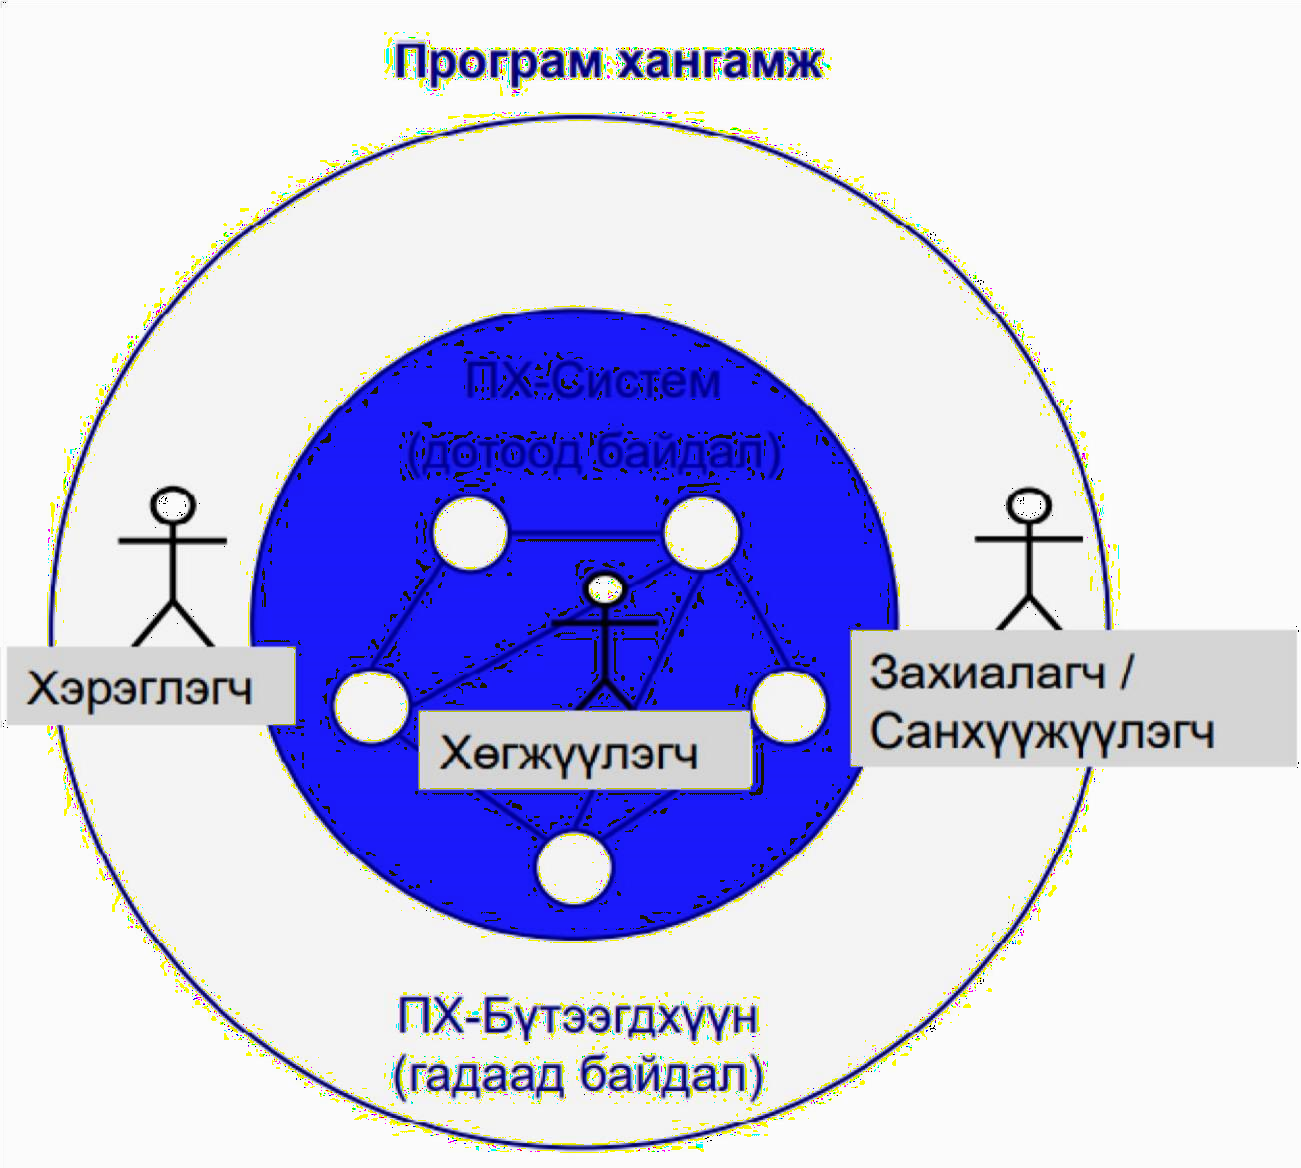 Програм хангамж
ПХ-Систем
(дотоод байдал)
Хэрэглэгч
Хөгжүүлэгч
Захиалагч /
Санхүүжүүлэгч
ПХ-Бүтээгдхүүн
(гадаад байдал)